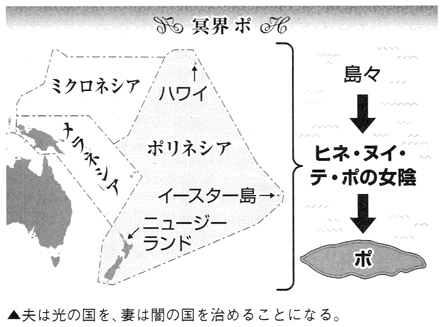 冥界 ポ
ミクロネシア
メラネシア
ハワイ
ポリネシア
イースター島
ニュージー
ランド
島々
ヒネ・ヌイ・
テ・ポの女陰
ポ
▲夫は光の国を、妻は闇の国を治めることになる。